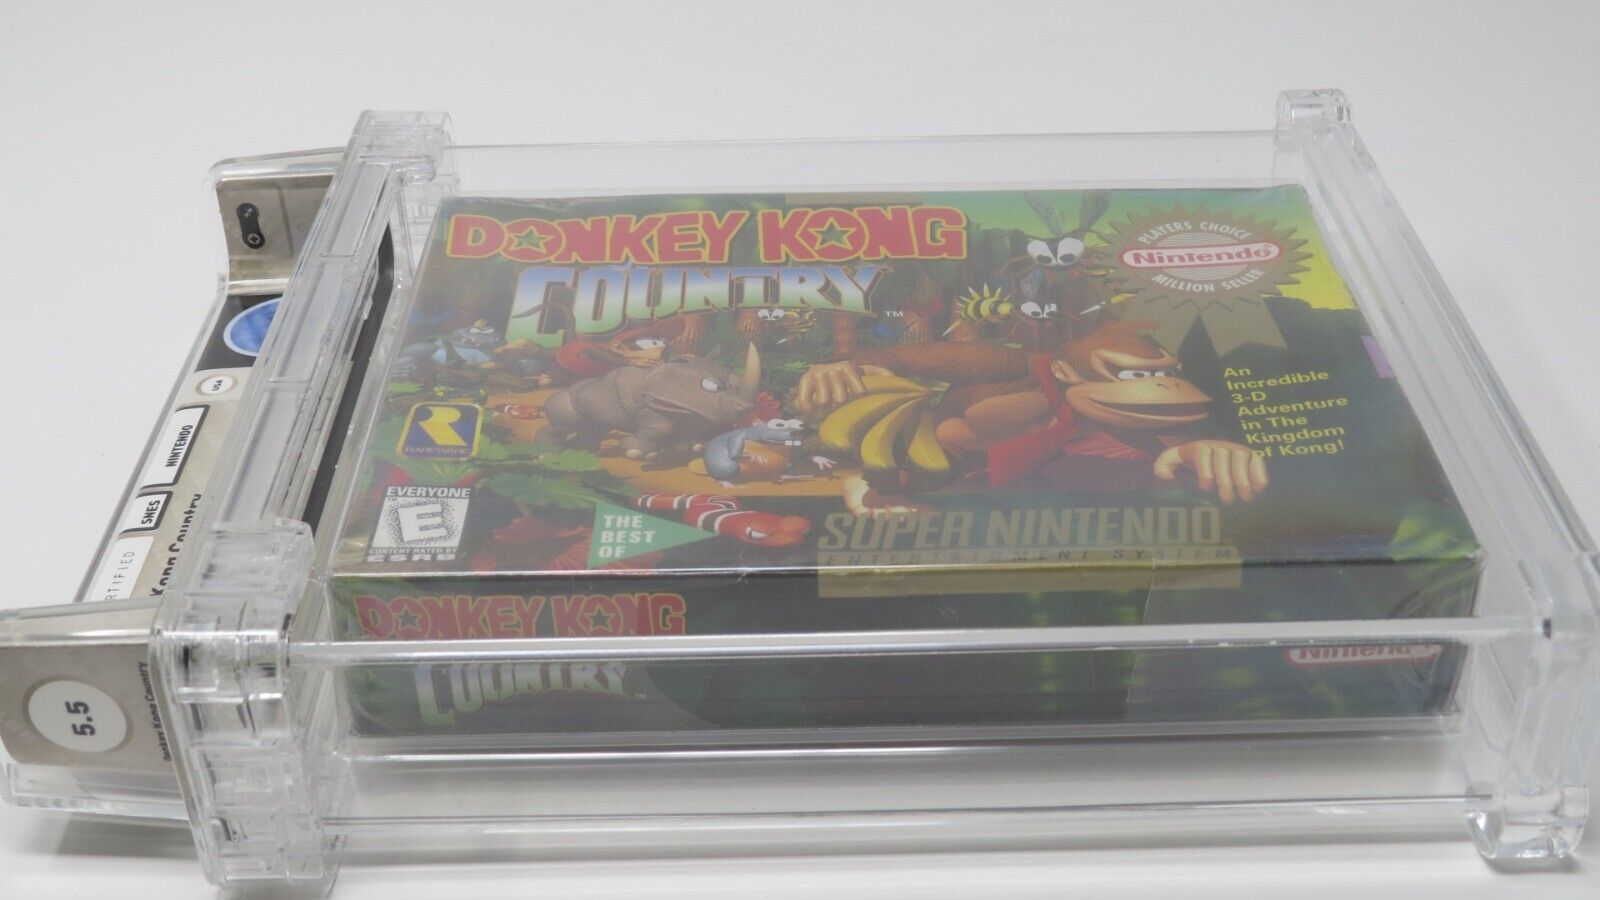 DONKEY KONG
COUNTRY™
PLAYERS CHOICE
Nintendo
MILLION SELLER
An
Incredible
3-D
Adventure
in The
Kingdom
of Kong!
R
RAREWARE
EVERYONE
E
CONTENT RATED BY
ESRB
THE
BEST
OF
SUPER NINTENDO
ENTERTAINMENT SYSTEM
DONKEY KONG
COUNTRY™
Nintendo
USA
NINTENDO
SNES
Kong Country
5.5
Donkey Kong Country